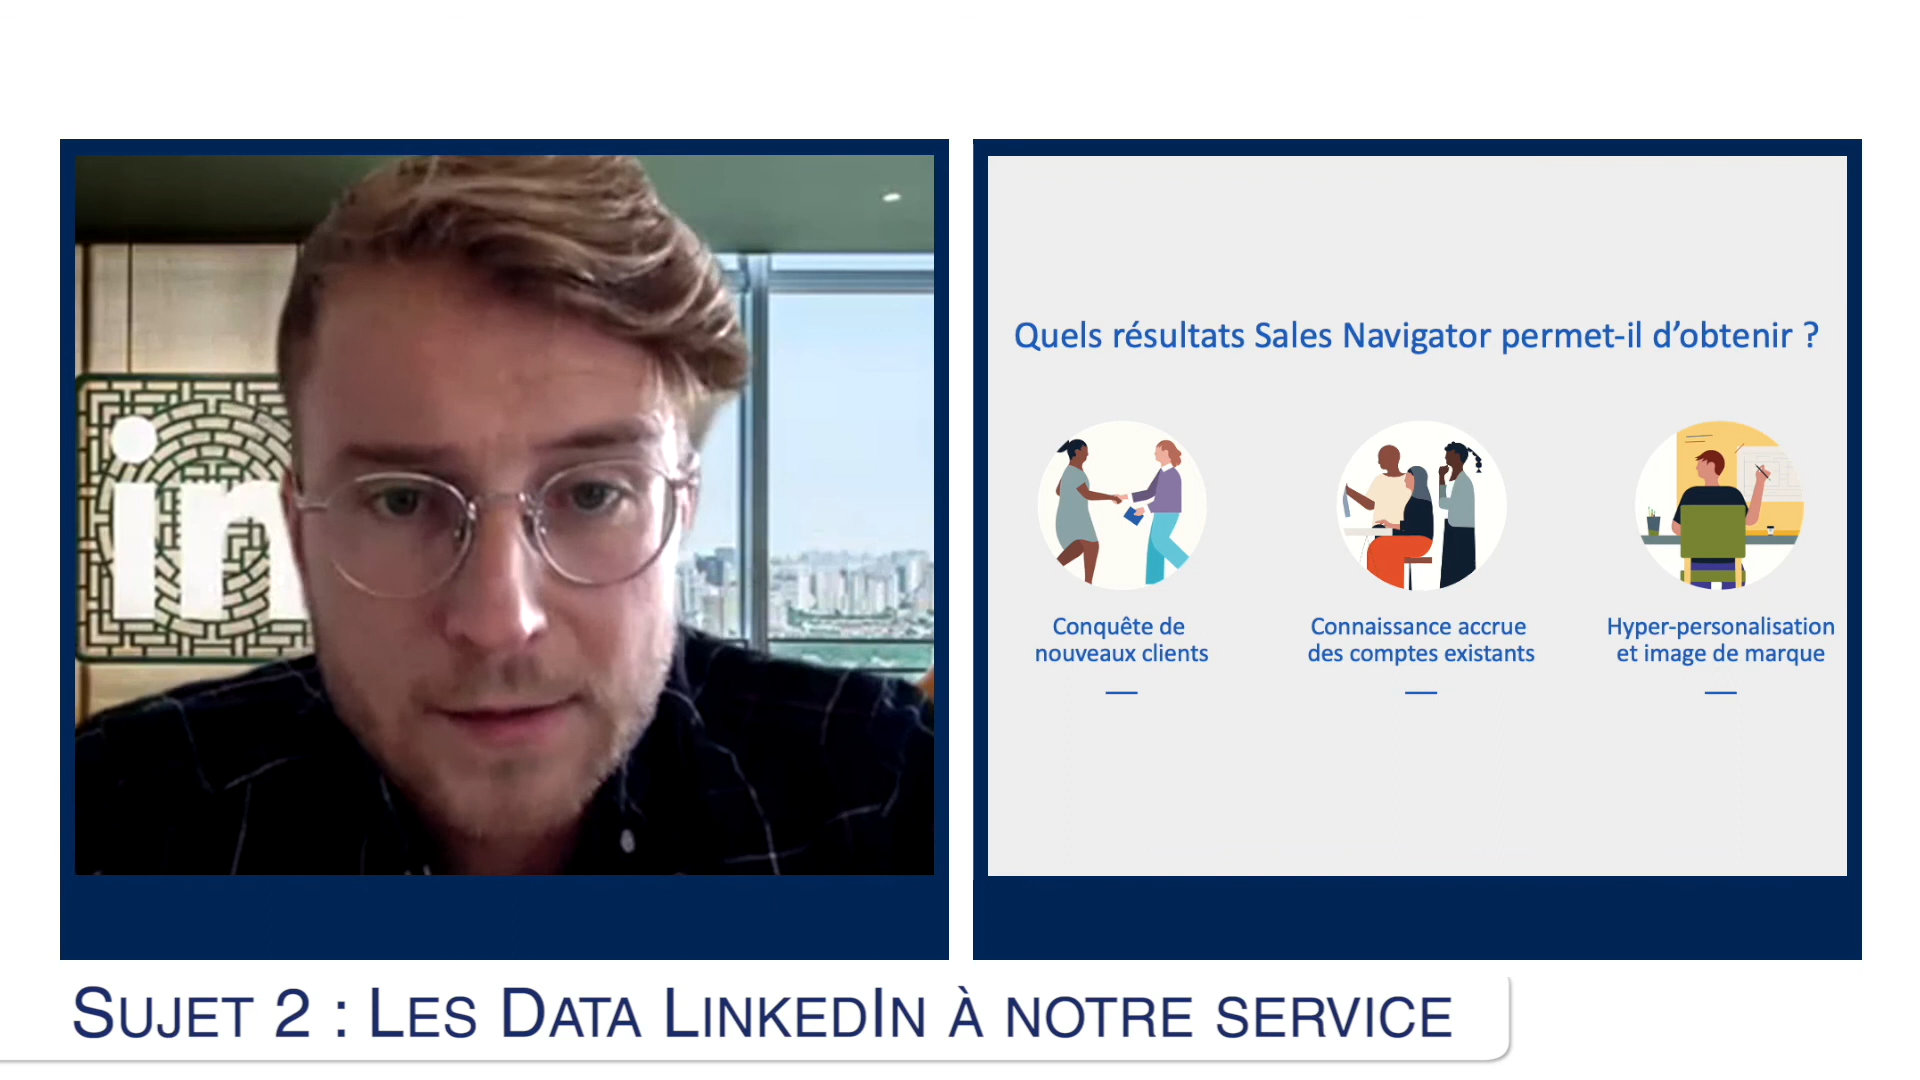 in
Quels résultats Sales Navigator permet-il d’obtenir ?
Conquête de
nouveaux clients
Connaissance accrue
des comptes existants
Hyper-personalisation
et image de marque
SUJET 2 : LES DATA LINKEDIN À NOTRE SERVICE